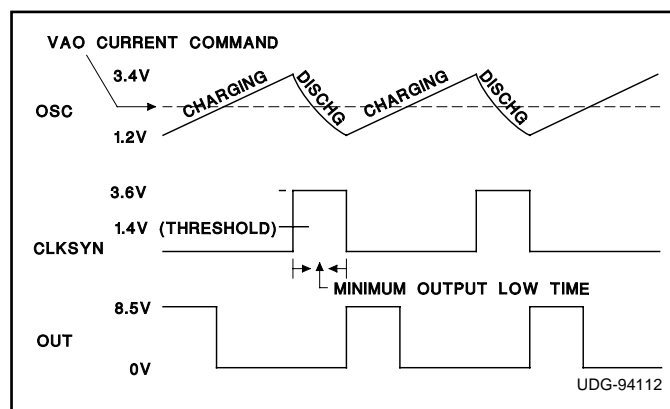 VAO CURRENT COMMAND
3.4V
CHARGING
DISCHG
CHARGING
DISCHG
OSC
1.2V
3.6V
1.4V (THRESHOLD)
CLKSYN
MINIMUM OUTPUT LOW TIME
8.5V
OUT
0V
UDG-94112